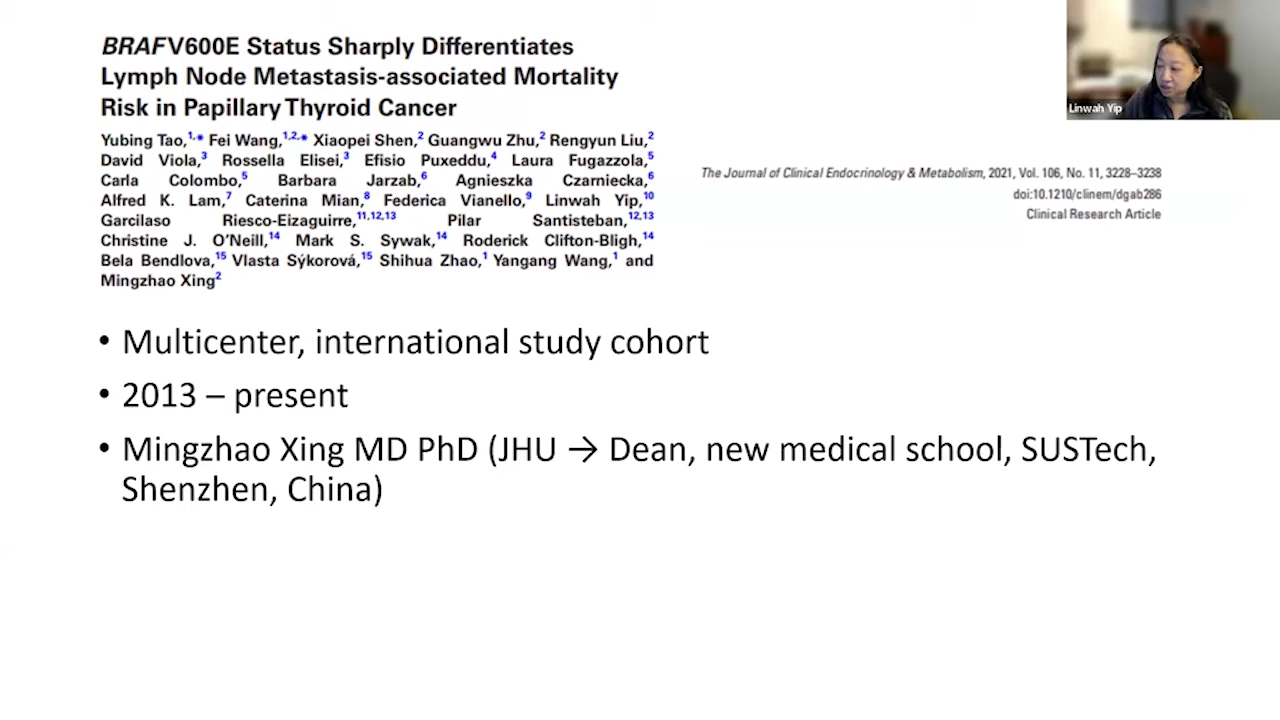 BRAFV600E Status Sharply Differentiates
Lymph Node Metastasis-associated Mortality
Risk in Papillary Thyroid Cancer
Yubing Tao,1,* Fei Wang,1,2,* Xiaopei Shen,2 Guangwu Zhu,2 Rengyun Liu,2
David Viola,3 Rossella Elisei,3 Efisio Puxeddu,4 Laura Fugazzola,5
Carla Colombo,5 Barbara Jarzab,6 Agnieszka Czarniecka,6
Alfred K. Lam,7 Caterina Mian,8 Federica Vianello,9 Linwah Yip,10
Garcilaso Riesco-Eizaguirre,11,12,13 Pilar Santisteban,12,13
Christine J. O'Neill,14 Mark S. Sywak,14 Roderick Clifton-Bligh,14
Bela Bendlova,15 Vlasta Sýkorová,15 Shihua Zhao,1 Yangang Wang,1 and
Mingzhao Xing2
The Journal of Clinical Endocrinology & Metabolism, 2021, Vol. 106, No. 11, 3228–3238
doi:10.1210/clinem/dgab286
Clinical Research Article
Linwah Yip
• Multicenter, international study cohort
• 2013 – present
• Mingzhao Xing MD PhD (JHU → Dean, new medical school, SUSTech,
Shenzhen, China)